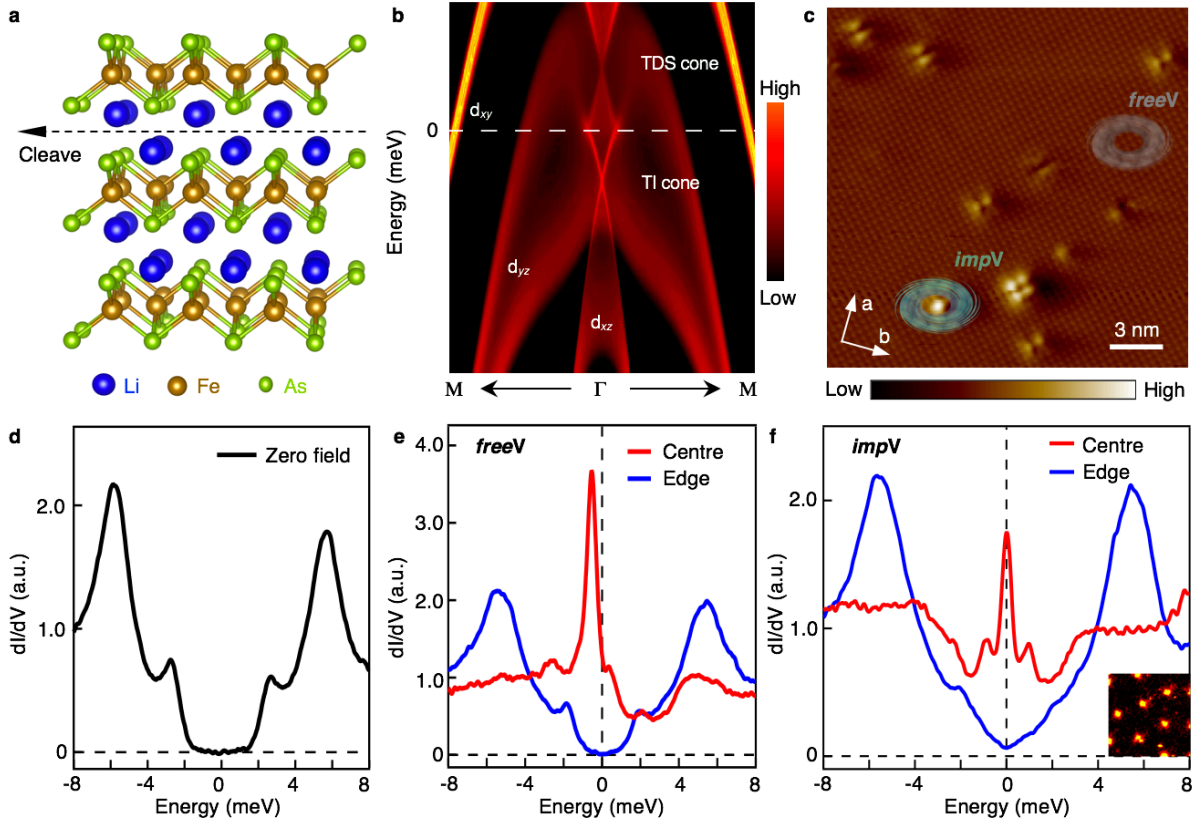 a
Cleave
Li
Fe
As
b
TDS cone
d_xy
0
TI cone
d_yz
d_xz
Energy (meV)
M
Γ
M
High
Low
c
freeV
impV
a
b
3 nm
Low
High
d
Zero field
2.0
1.0
0
dI/dV (a.u.)
-8
-4
0
4
8
Energy (meV)
e
freeV
Centre
Edge
4.0
3.0
2.0
1.0
0
dI/dV (a.u.)
-8
-4
0
4
8
Energy (meV)
f
impV
Centre
Edge
2.0
1.0
0
dI/dV (a.u.)
-8
-4
0
4
8
Energy (meV)